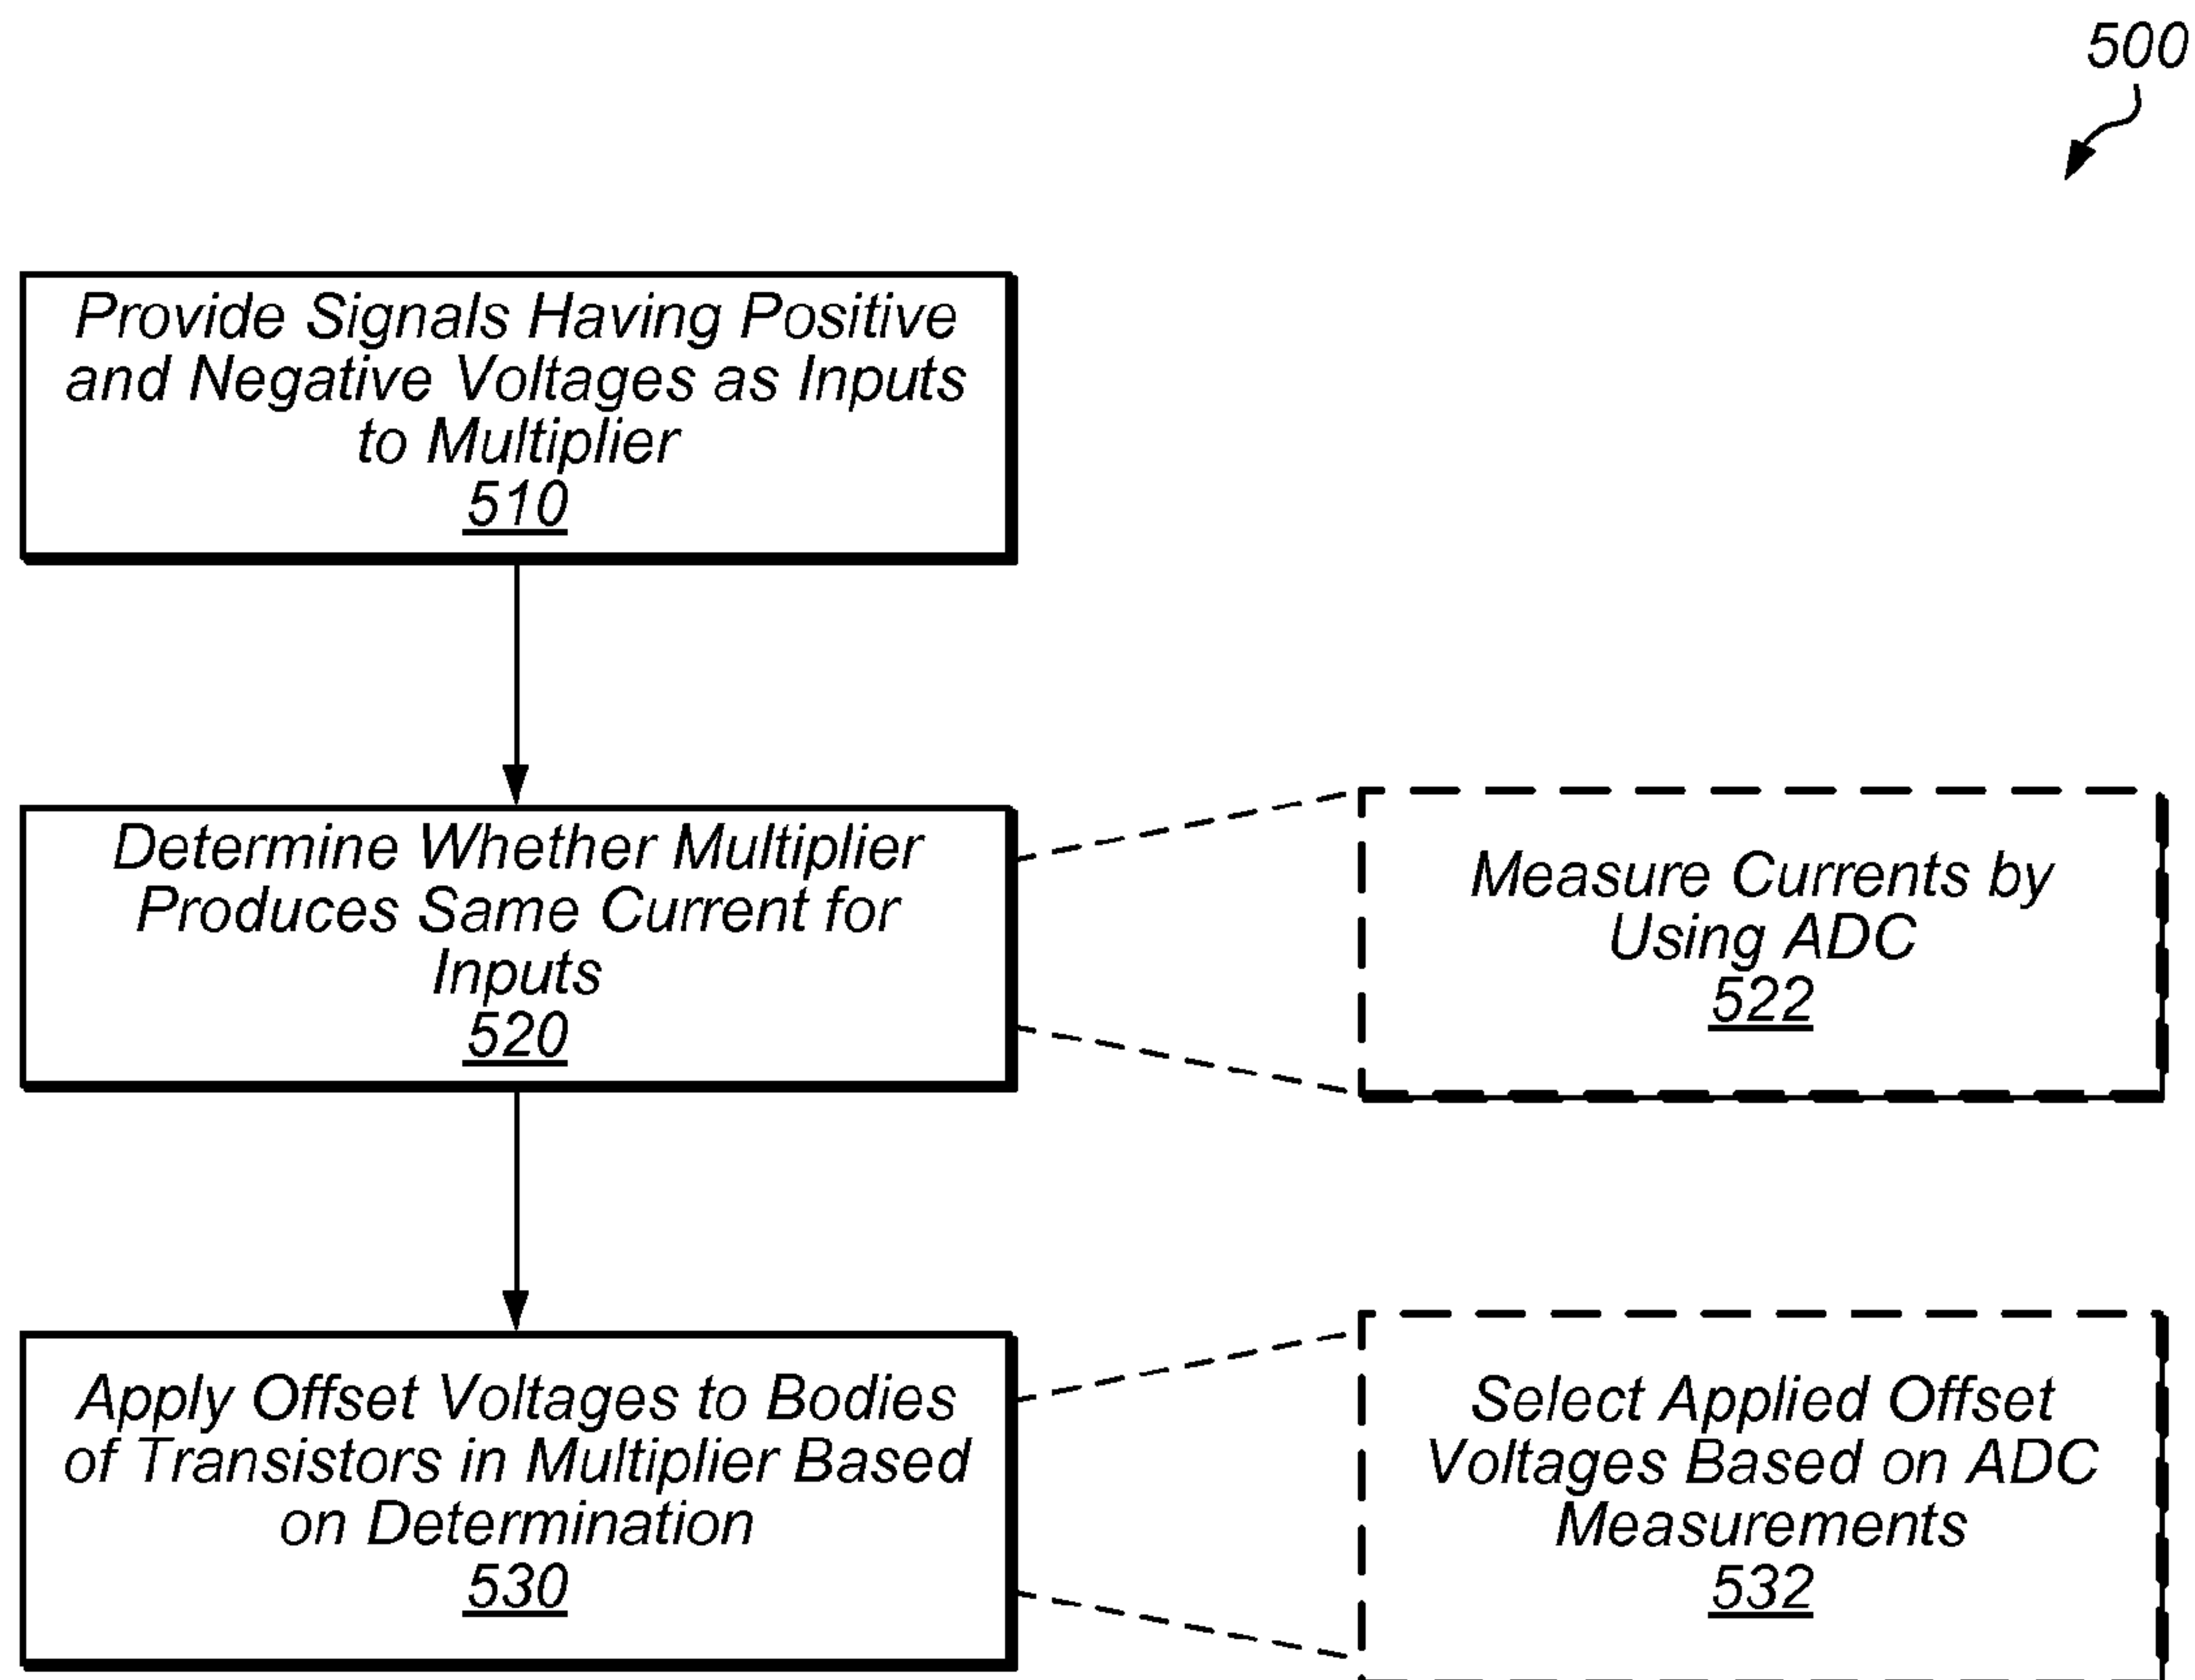 500
Provide Signals Having Positive
and Negative Voltages as Inputs
to Multiplier
510
Determine Whether Multiplier
Produces Same Current for
Inputs
520
Measure Currents by
Using ADC
522
Apply Offset Voltages to Bodies
of Transistors in Multiplier Based
on Determination
530
Select Applied Offset
Voltages Based on ADC
Measurements
532